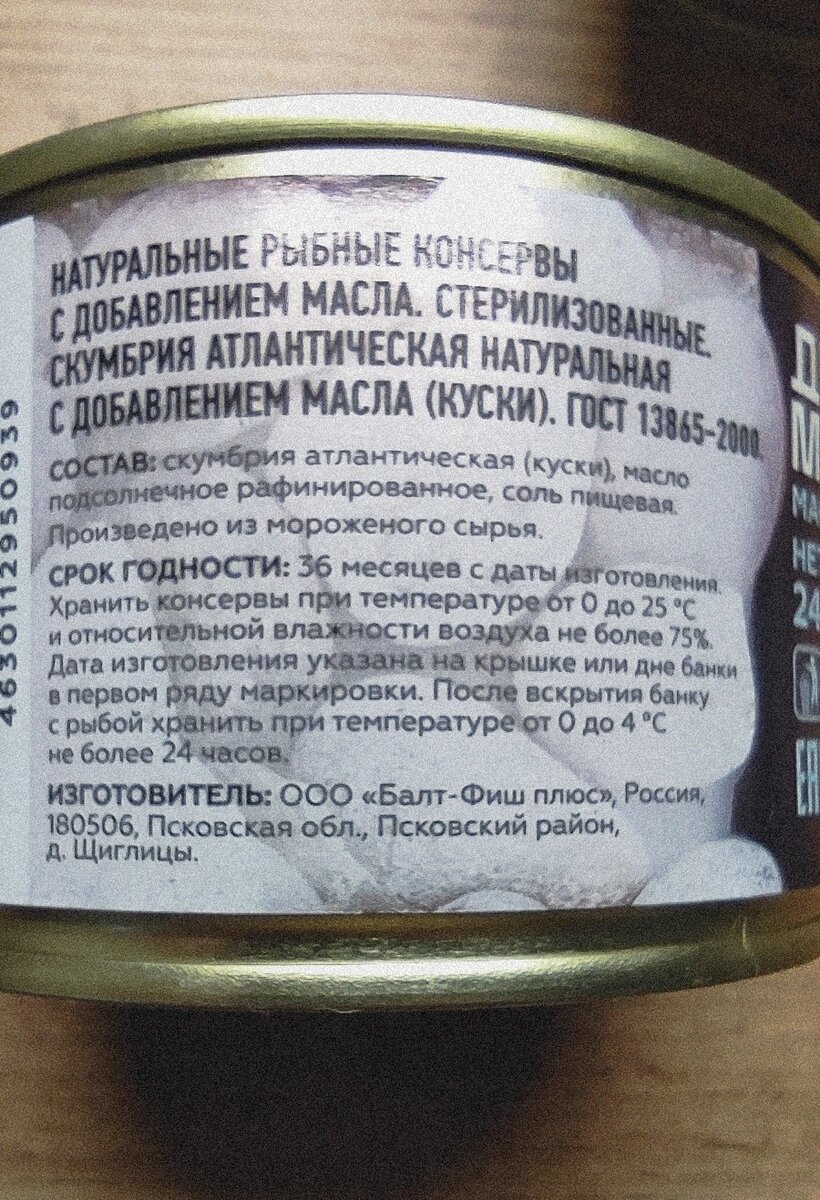 НАТУРАЛЬНЫЕ РЫБНЫЕ КОНСЕРВЫ
С ДОБАВЛЕНИЕМ МАСЛА. СТЕРИЛИЗОВАННЫЕ.
СКУМБРИЯ АТЛАНТИЧЕСКАЯ НАТУРАЛЬНАЯ
С ДОБАВЛЕНИЕМ МАСЛА (КУСКИ). ГОСТ 13865-2000.
СОСТАВ: скумбрия атлантическая (куски), масло
подсолнечное рафинированное, соль пищевая.
Произведено из мороженого сырья.
СРОК ГОДНОСТИ: 36 месяцев с даты изготовления.
Хранить консервы при температуре от 0 до 25 °С
и относительной влажности воздуха не более 75%.
Дата изготовления указана на крышке или дне банки
в первом ряду маркировки. После вскрытия банку
с рыбой хранить при температуре от 0 до 4 °С
не более 24 часов.
ИЗГОТОВИТЕЛЬ: ООО «Балт-Фиш плюс», Россия,
180506, Псковская обл., Псковский район,
д. Щиглицы.
4630112950939
24